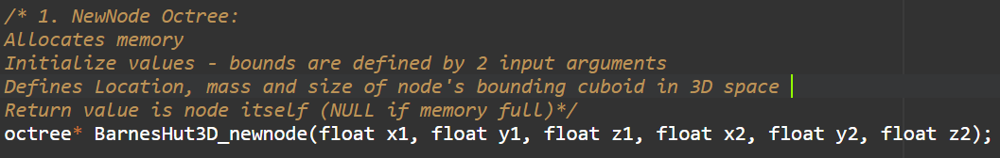 /* 1. NewNode Octree:
Allocates memory
Initialize values - bounds are defined by 2 input arguments
Defines Location, mass and size of node's bounding cuboid in 3D space
Return value is node itself (NULL if memory full)*/
octree* BarnesHut3D_newnode(float x1, float y1, float z1, float x2, float y2, float z2);